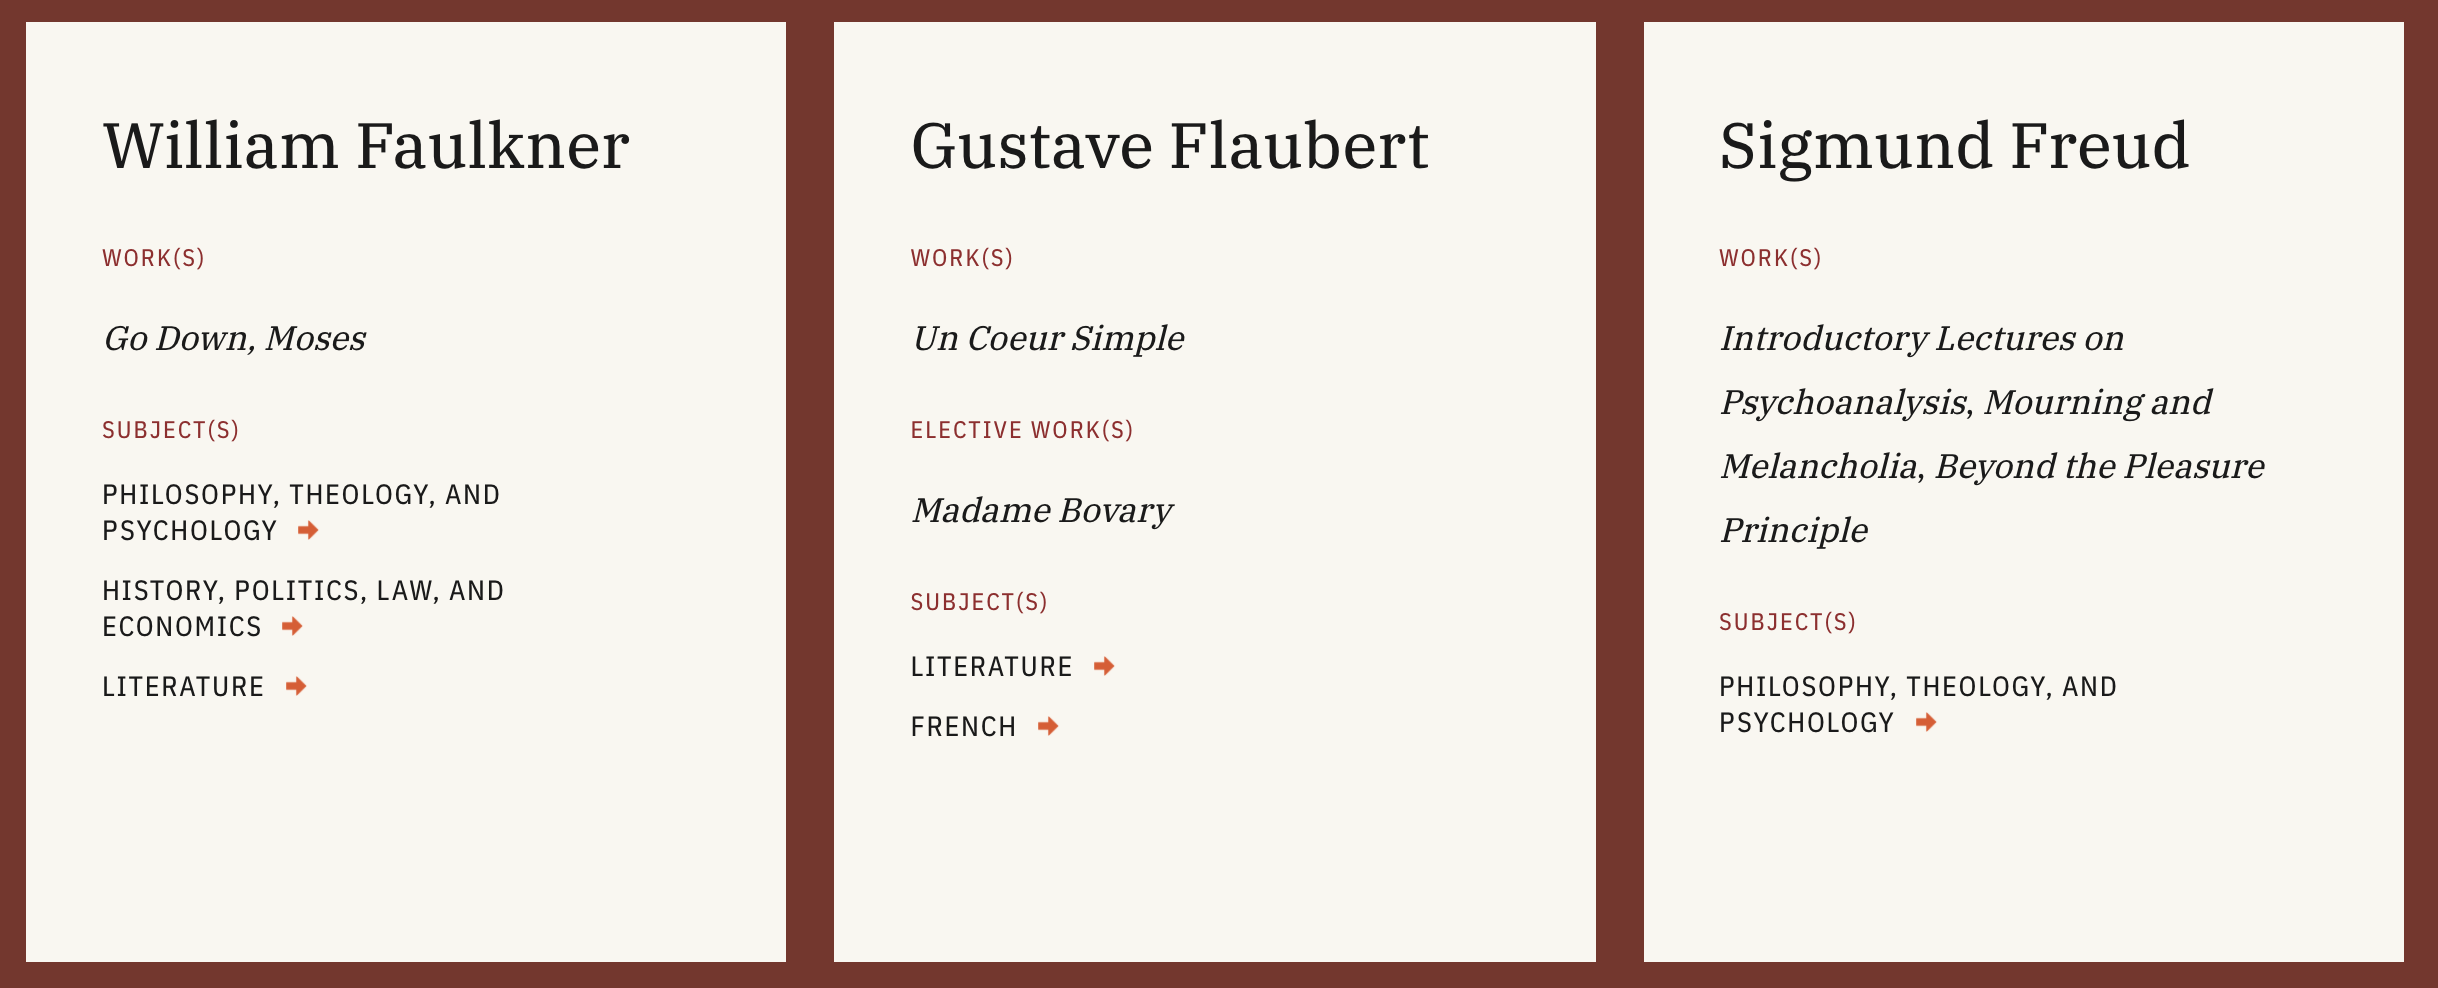 William Faulkner
WORK(S)
Go Down, Moses
SUBJECT(S)
PHILOSOPHY, THEOLOGY, AND
PSYCHOLOGY
HISTORY, POLITICS, LAW, AND
ECONOMICS
LITERATURE
Gustave Flaubert
WORK(S)
Un Coeur Simple
ELECTIVE WORK(S)
Madame Bovary
SUBJECT(S)
LITERATURE
FRENCH
Sigmund Freud
WORK(S)
Introductory Lectures on
Psychoanalysis, Mourning and
Melancholia, Beyond the Pleasure
Principle
SUBJECT(S)
PHILOSOPHY, THEOLOGY, AND
PSYCHOLOGY